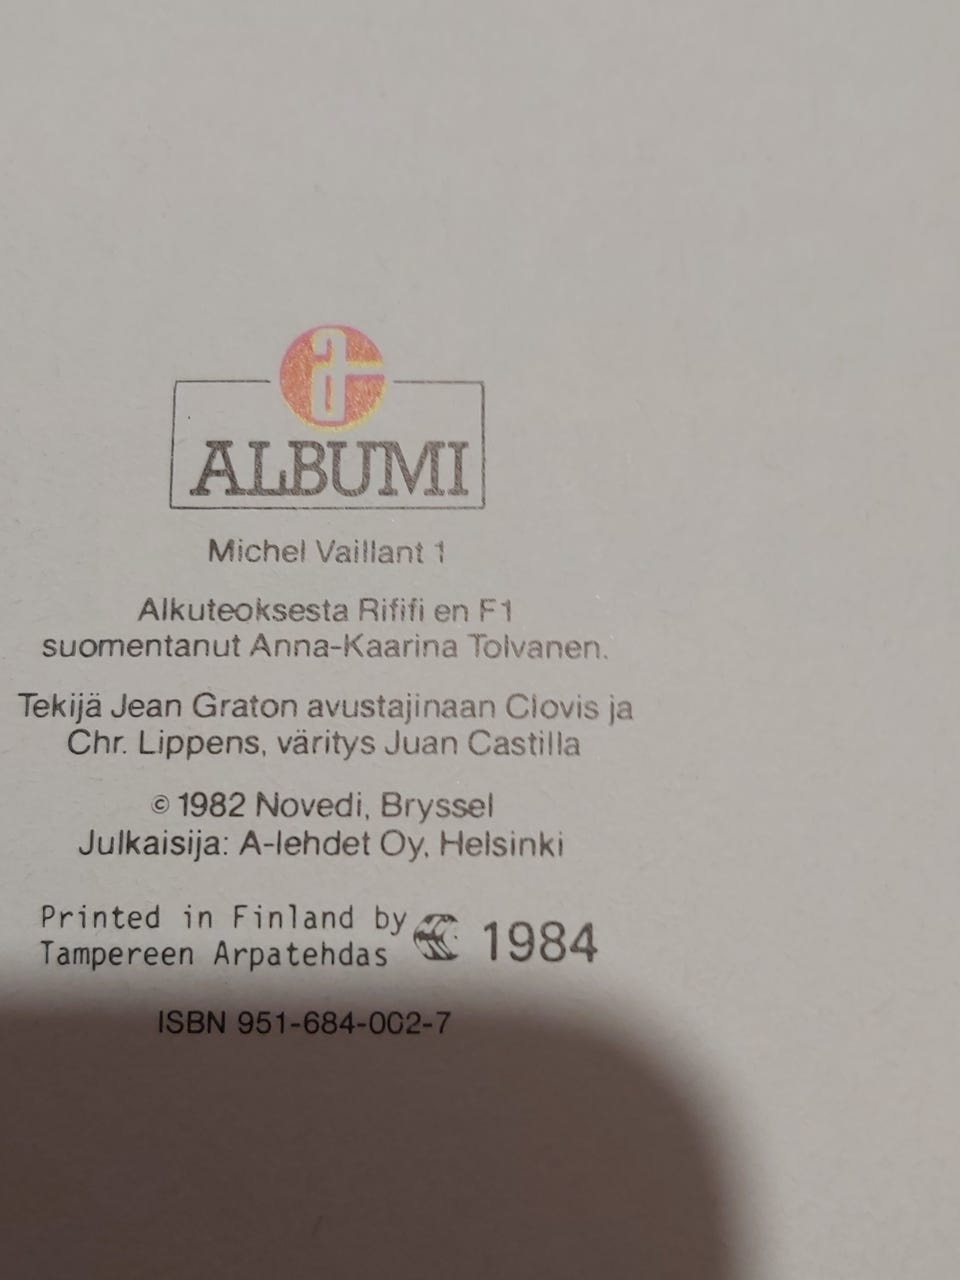 a
ALBUMI
Michel Vaillant 1
Alkuteoksesta Rififi en F1
suomentanut Anna-Kaarina Tolvanen.
Tekijä Jean Graton avustajinaan Clovis ja
Chr. Lippens, väritys Juan Castilla
© 1982 Novedi, Bryssel
Julkaisija: A-lehdet Oy, Helsinki
Printed in Finland by
Tampereen Arpatehdas 1984
ISBN 951-684-002-7